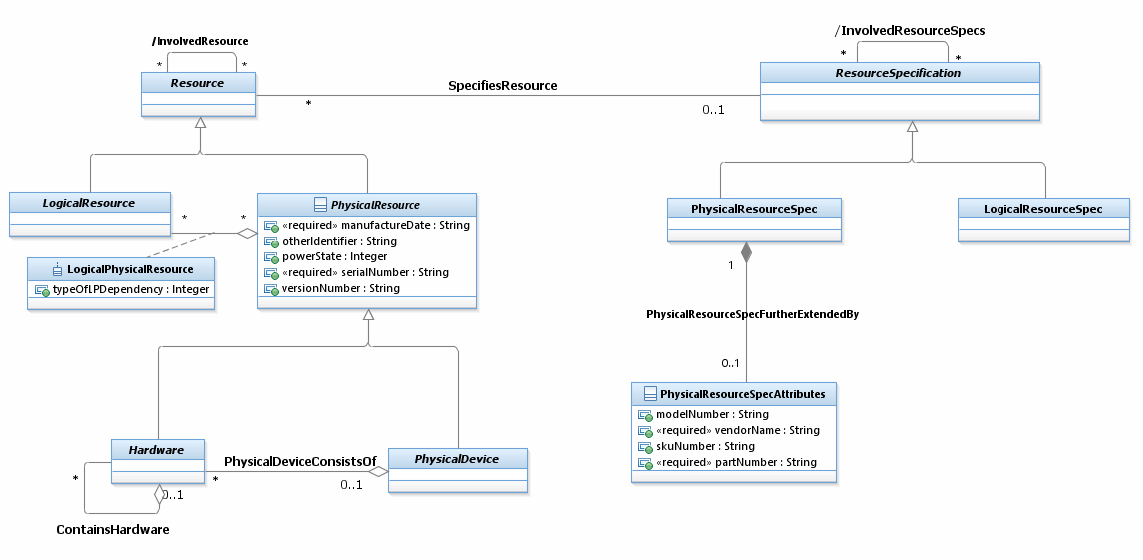 /InvolvedResource
* *
Resource
/InvolvedResourceSpecs
* *
ResourceSpecification
SpecifiesResource
*
0..1
LogicalResource
* *
PhysicalResource
«required» manufactureDate : String
otherIdentifier : String
powerState : Integer
«required» serialNumber : String
versionNumber : String
LogicalPhysicalResource
typeOfLPDependency : Integer
PhysicalResourceSpec
LogicalResourceSpec
1
PhysicalResourceSpecFurtherExtendedBy
0..1
PhysicalResourceSpecAttributes
modelNumber : String
«required» vendorName : String
skuNumber : String
«required» partNumber : String
Hardware
PhysicalDeviceConsistsOf
PhysicalDevice
*
*
0..1
0..1
ContainsHardware